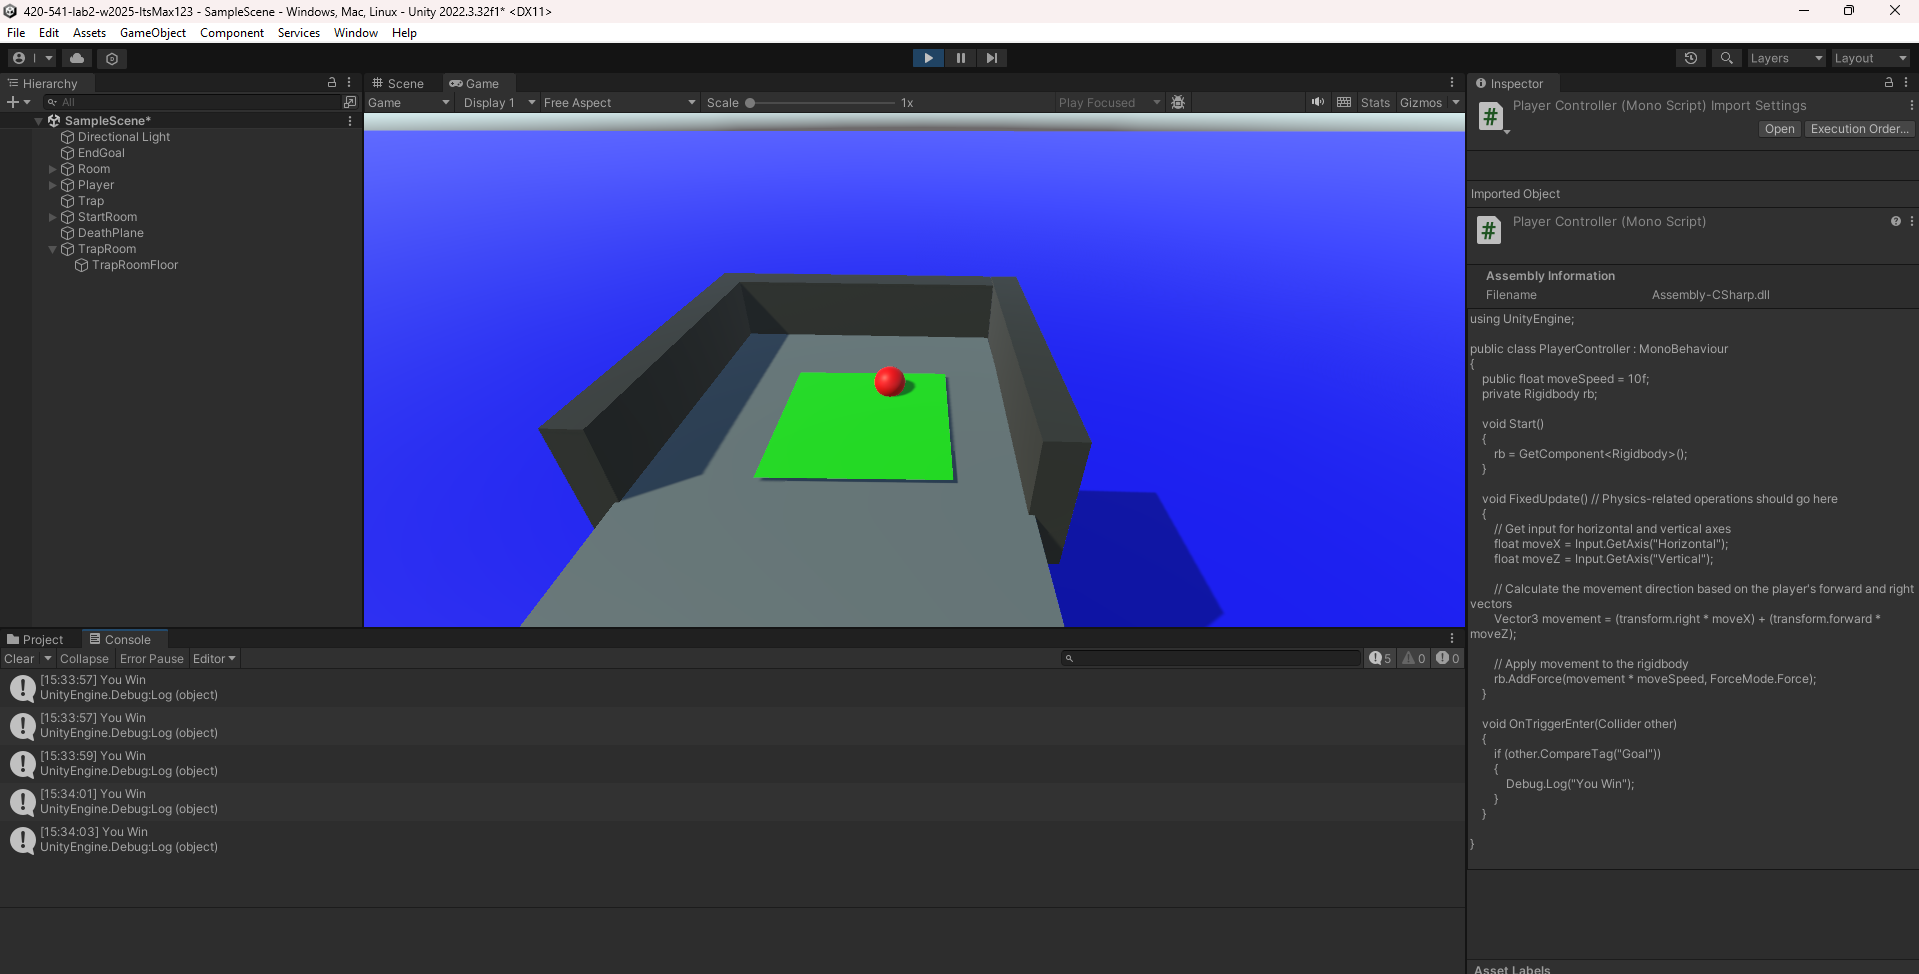 420-541-lab2-w2025-ItsMax123 - SampleScene - Windows, Mac, Linux - Unity 2022.3.32f1* <DX11>
File Edit Assets GameObject Component Services Window Help
I
Layers Layout
Hierarchy
All
SampleScene*
Directional Light
EndGoal
Room
Player
Trap
StartRoom
DeathPlane
TrapRoom
TrapRoomFloor
Scene Game
Game Display 1 Free Aspect Scale 1x Play Focused Stats Gizmos
Project Console
Clear Collapse Error Pause Editor 5 0 0
[15:33:57] You Win
UnityEngine.Debug:Log (object)
[15:33:57] You Win
UnityEngine.Debug:Log (object)
[15:33:59] You Win
UnityEngine.Debug:Log (object)
[15:34:01] You Win
UnityEngine.Debug:Log (object)
[15:34:03] You Win
UnityEngine.Debug:Log (object)
Inspector
Player Controller (Mono Script) Import Settings
Open Execution Order...
Imported Object
Player Controller (Mono Script)
Assembly Information
Filename Assembly-CSharp.dll
using UnityEngine;
public class PlayerController : MonoBehaviour
{
public float moveSpeed = 10f;
private Rigidbody rb;
void Start()
{
rb = GetComponent<Rigidbody>();
}
void FixedUpdate() // Physics-related operations should go here
{
// Get input for horizontal and vertical axes
float moveX = Input.GetAxis("Horizontal");
float moveZ = Input.GetAxis("Vertical");
// Calculate the movement direction based on the player's forward and right
vectors
Vector3 movement = (transform.right * moveX) + (transform.forward *
moveZ);
// Apply movement to the rigidbody
rb.AddForce(movement * moveSpeed, ForceMode.Force);
}
void OnTriggerEnter(Collider other)
{
if (other.CompareTag("Goal"))
{
Debug.Log("You Win");
}
}
}
Asset Labels